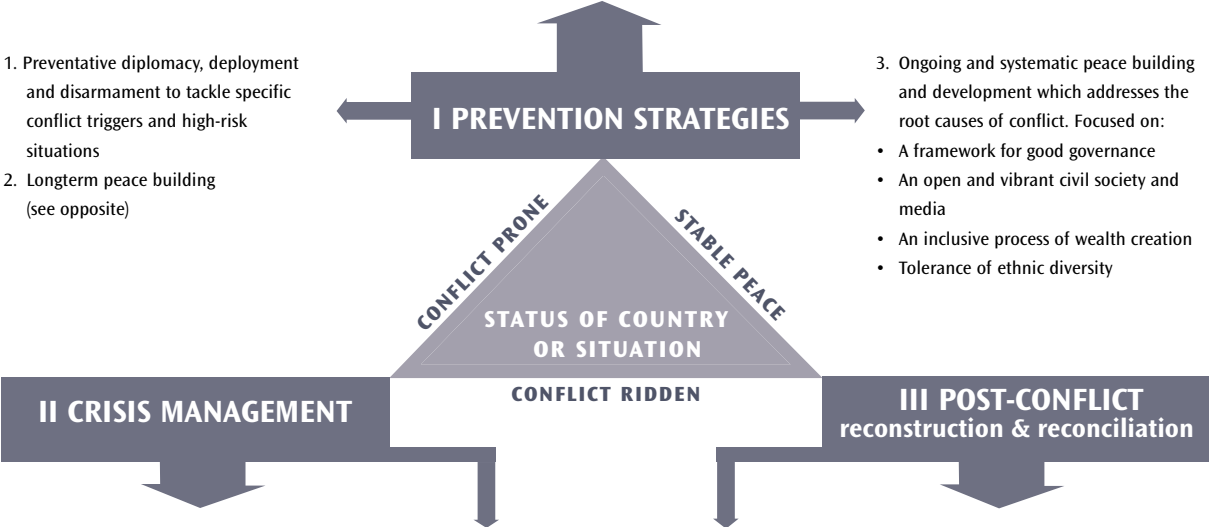 1. Preventative diplomacy, deployment
and disarmament to tackle specific
conflict triggers and high-risk
situations
2. Longterm peace building
(see opposite)
I PREVENTION STRATEGIES
3. Ongoing and systematic peace building
and development which addresses the
root causes of conflict. Focused on:
• A framework for good governance
• An open and vibrant civil society and
media
• An inclusive process of wealth creation
• Tolerance of ethnic diversity
CONFLICT PRONE
STABLE PEACE
STATUS OF COUNTRY
OR SITUATION
CONFLICT RIDDEN
II CRISIS MANAGEMENT
III POST-CONFLICT
reconstruction & reconciliation